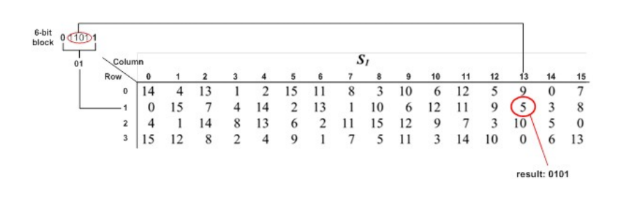 6-bit
block
0 1101 1
01
Column
S1
Row 0 1 2 3 4 5 6 7 8 9 10 11 12 13 14 15
0 14 4 13 1 2 15 11 8 3 10 6 12 5 9 0 7
1 0 15 7 4 14 2 13 1 10 6 12 11 9 5 3 8
2 4 1 14 8 13 6 2 11 15 12 9 7 3 10 5 0
3 15 12 8 2 4 9 1 7 5 11 3 14 10 0 6 13
result: 0101